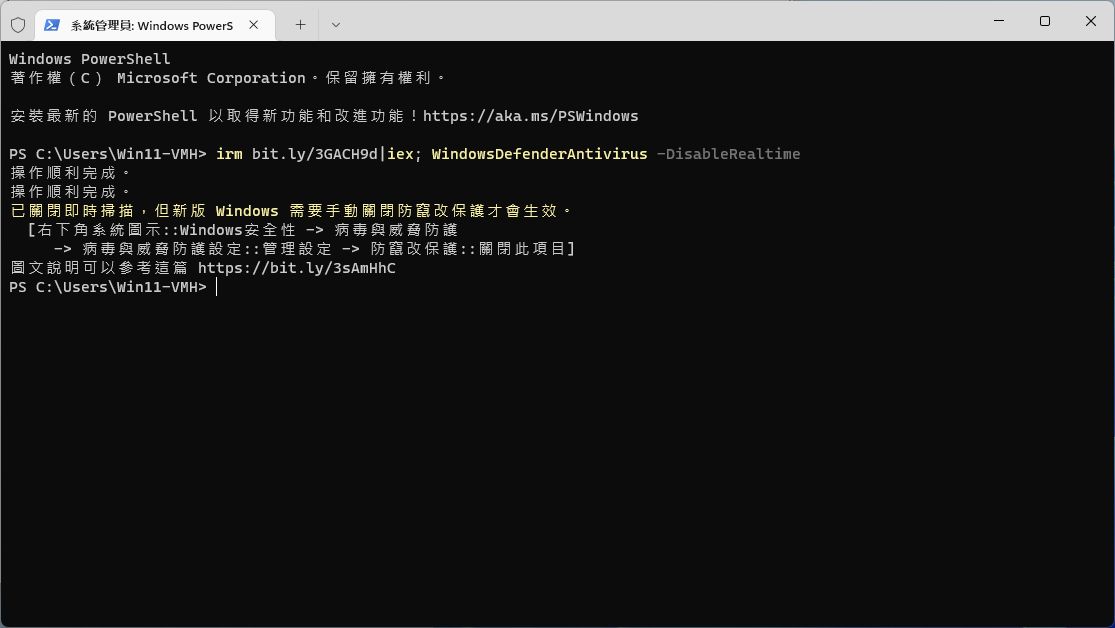 系統管理員: Windows PowerS
Windows PowerShell
著作權 (C) Microsoft Corporation。保留擁有權利。
安裝最新的 PowerShell 以取得新功能和改進功能！https://aka.ms/PSWindows
PS C:\Users\Win11-VMH> irm bit.ly/3GACH9d|iex; WindowsDefenderAntivirus -DisableRealtime
操作順利完成。
操作順利完成。
已關閉即時掃描，但新版 Windows 需要手動關閉防竄改保護才會生效。
[右下角系統圖示::Windows安全性 -> 病毒與威脅防護
-> 病毒與威脅防護設定::管理設定 -> 防竄改保護::關閉此項目]
圖文說明可以參考這篇 https://bit.ly/3sAmHhC
PS C:\Users\Win11-VMH>